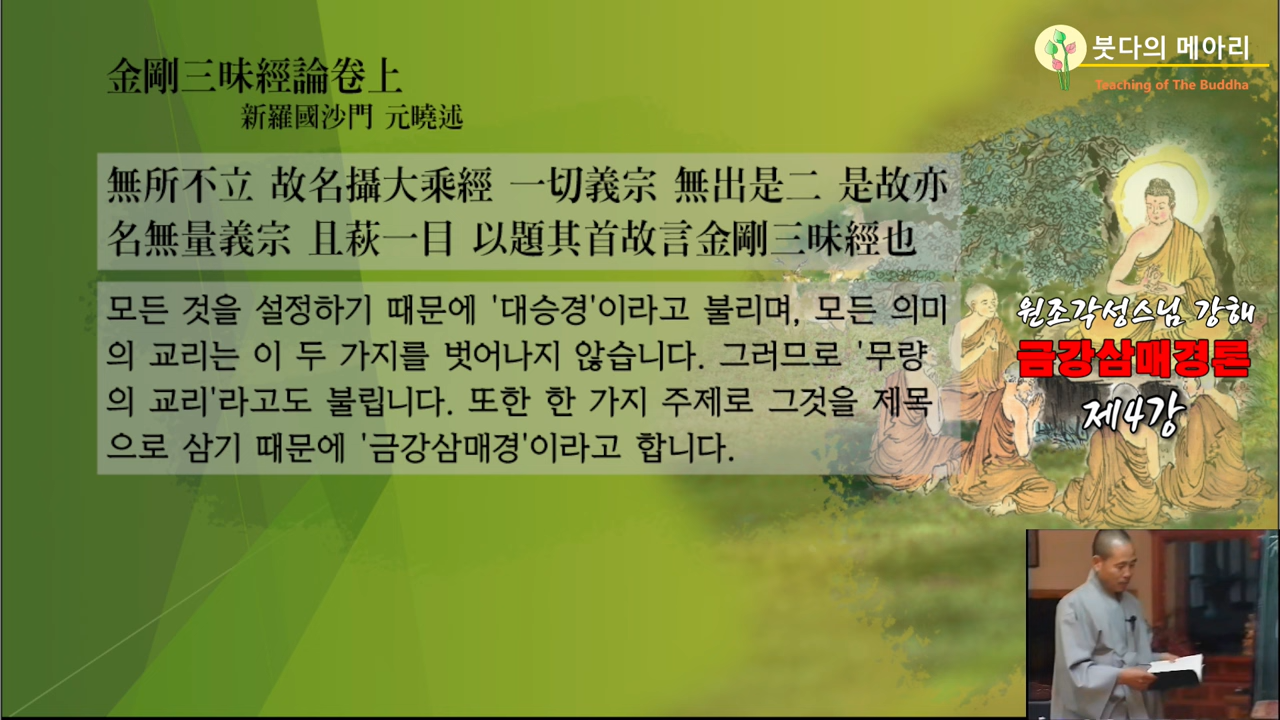 金剛三昧經論卷上
新羅國沙門 元曉述
無所不立 故名攝大乘經 一切義宗 無出是二 是故亦
名無量義宗 且萩一目 以題其首故言金剛三昧經也
모든 것을 설정하기 때문에 '대승경'이라고 불리며, 모든 의미
의 교리는 이 두 가지를 벗어나지 않습니다. 그러므로 '무량
의 교리'라고도 불립니다. 또한 한 가지 주제로 그것을 제목
으로 삼기 때문에 '금강삼매경'이라고 합니다.
붓다의 메아리
Teaching of The Buddha
원조각성스님 강해
금강삼매경론
제4강